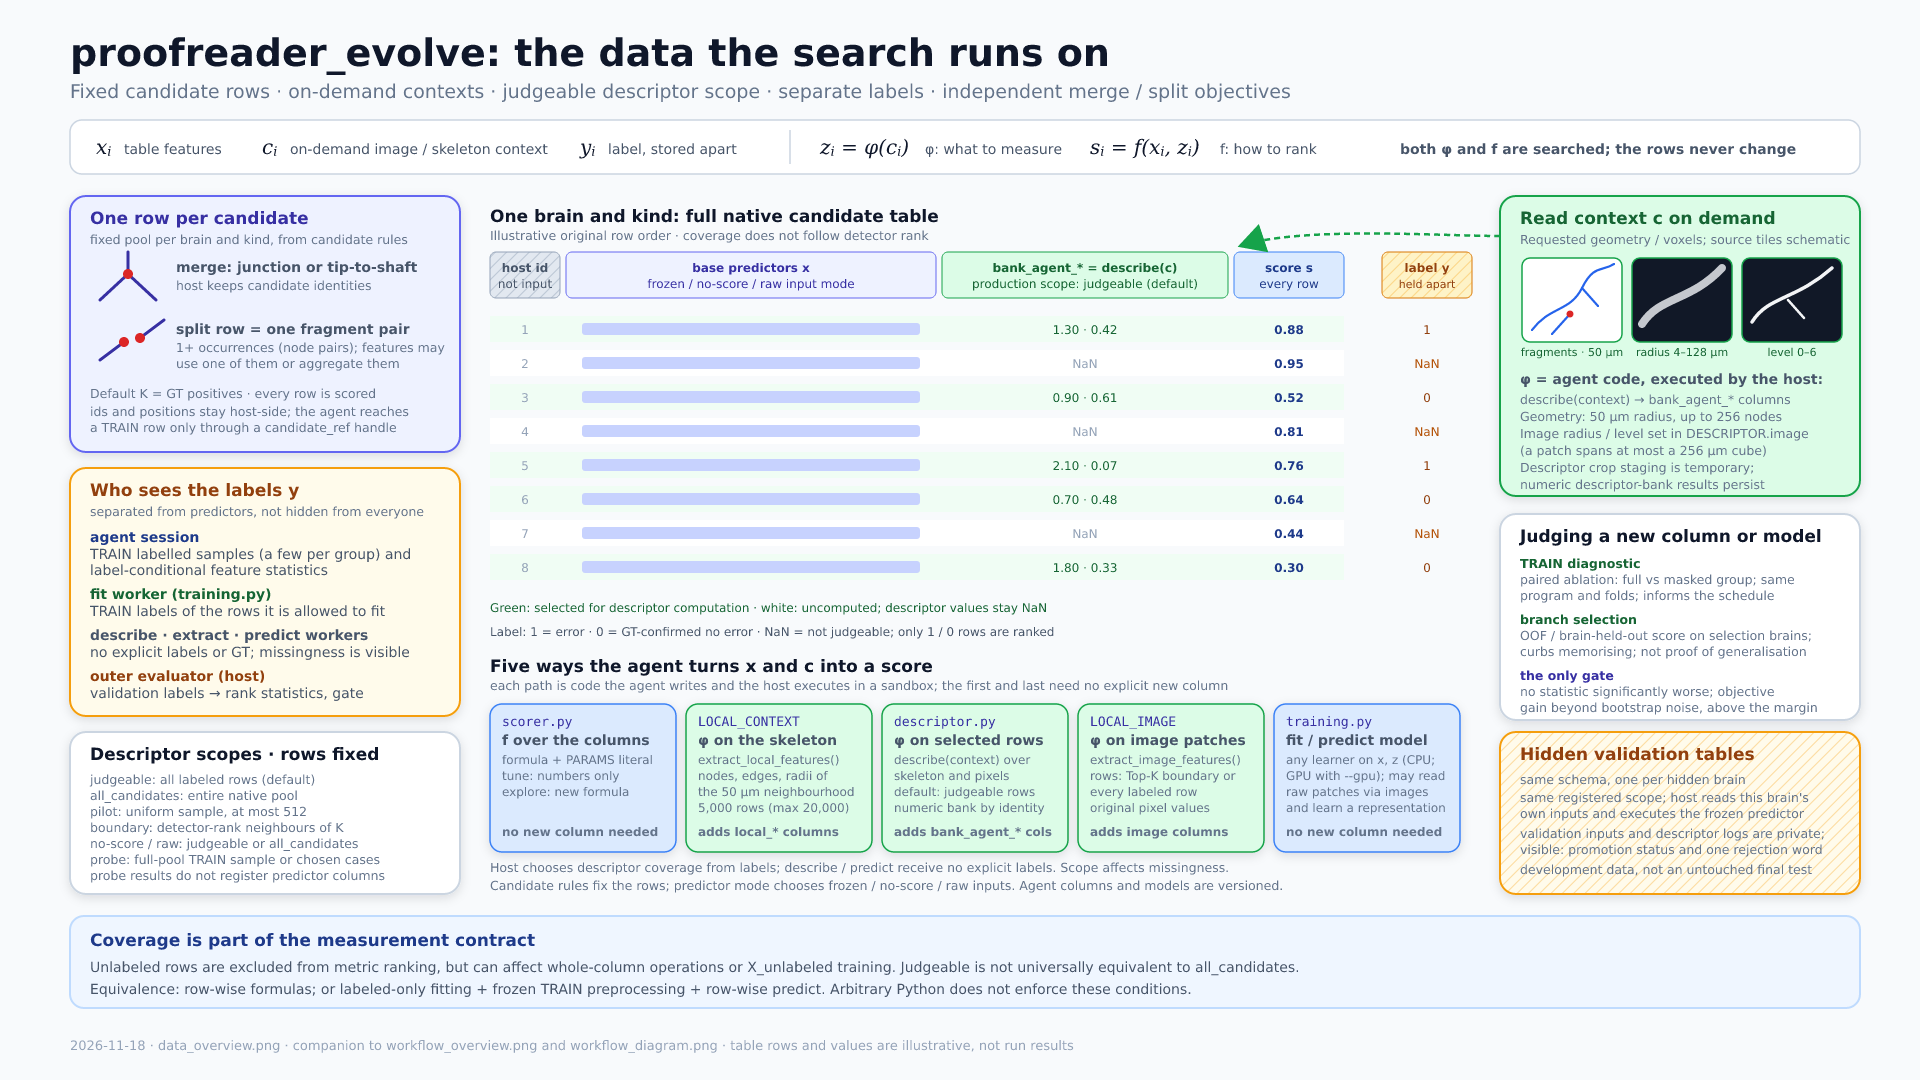 proofreader_evolve: the data the search runs on
Fixed candidate rows · on-demand contexts · judgeable descriptor scope · separate labels · independent merge / split objectives
xᵢ table features cᵢ on-demand image / skeleton context yᵢ label, stored apart zᵢ = φ(cᵢ) φ: what to measure sᵢ = f(xᵢ, zᵢ) f: how to rank both φ and f are searched; the rows never change
One row per candidate
fixed pool per brain and kind, from candidate rules
merge: junction or tip-to-shaft
host keeps candidate identities
split row = one fragment pair
1+ occurrences (node pairs); features may
use one of them or aggregate them
Default K = GT positives · every row is scored
ids and positions stay host-side; the agent reaches
a TRAIN row only through a candidate_ref handle
Who sees the labels y
separated from predictors, not hidden from everyone
agent session
TRAIN labelled samples (a few per group) and
label-conditional feature statistics
fit worker (training.py)
TRAIN labels of the rows it is allowed to fit
describe · extract · predict workers
no explicit labels or GT; missingness is visible
outer evaluator (host)
validation labels → rank statistics, gate
Descriptor scopes · rows fixed
judgeable: all labeled rows (default)
all_candidates: entire native pool
pilot: uniform sample, at most 512
boundary: detector-rank neighbours of K
no-score / raw: judgeable or all_candidates
probe: full-pool TRAIN sample or chosen cases
probe results do not register predictor columns
One brain and kind: full native candidate table
Illustrative original row order · coverage does not follow detector rank
host id base predictors x bank_agent_* = describe(c) score s label y
not input frozen / no-score / raw input mode production scope: judgeable (default) every row held apart
1 1.30 · 0.42 0.88 1
2 NaN 0.95 NaN
3 0.90 · 0.61 0.52 0
4 NaN 0.81 NaN
5 2.10 · 0.07 0.76 1
6 0.70 · 0.48 0.64 0
7 NaN 0.44 NaN
8 1.80 · 0.33 0.30 0
Green: selected for descriptor computation · white: uncomputed; descriptor values stay NaN
Label: 1 = error · 0 = GT-confirmed no error · NaN = not judgeable; only 1 / 0 rows are ranked
Five ways the agent turns x and c into a score
each path is code the agent writes and the host executes in a sandbox; the first and last need no explicit new column
scorer.py
f over the columns
formula + PARAMS literal
tune: numbers only
explore: new formula
no new column needed
LOCAL_CONTEXT
φ on the skeleton
extract_local_features()
nodes, edges, radii of
the 50 µm neighbourhood
5,000 rows (max 20,000)
adds local_* columns
descriptor.py
φ on selected rows
describe(context) over
skeleton and pixels
default: judgeable rows
numeric bank by identity
adds bank_agent_* cols
LOCAL_IMAGE
φ on image patches
extract_image_features()
rows: Top-K boundary or
every labeled row
original pixel values
adds image columns
training.py
fit / predict model
any learner on x, z (CPU;
GPU with --gpu); may read
raw patches via images
and learn a representation
no new column needed
Host chooses descriptor coverage from labels; describe / predict receive no explicit labels. Scope affects missingness.
Candidate rules fix the rows; predictor mode chooses frozen / no-score / raw inputs. Agent columns and models are versioned.
Read context c on demand
Requested geometry / voxels; source tiles schematic
fragments · 50 µm radius 4–128 µm level 0–6
φ = agent code, executed by the host:
describe(context) → bank_agent_* columns
Geometry: 50 µm radius, up to 256 nodes
Image radius / level set in DESCRIPTOR.image
(a patch spans at most a 256 µm cube)
Descriptor crop staging is temporary;
numeric descriptor-bank results persist
Judging a new column or model
TRAIN diagnostic
paired ablation: full vs masked group; same
program and folds; informs the schedule
branch selection
OOF / brain-held-out score on selection brains;
curbs memorising; not proof of generalisation
the only gate
no statistic significantly worse; objective
gain beyond bootstrap noise, above the margin
Hidden validation tables
same schema, one per hidden brain
same registered scope; host reads this brain's
own inputs and executes the frozen predictor
validation inputs and descriptor logs are private;
visible: promotion status and one rejection word
development data, not an untouched final test
Coverage is part of the measurement contract
Unlabeled rows are excluded from metric ranking, but can affect whole-column operations or X_unlabeled training. Judgeable is not universally equivalent to all_candidates.
Equivalence: row-wise formulas; or labeled-only fitting + frozen TRAIN preprocessing + row-wise predict. Arbitrary Python does not enforce these conditions.
2026-11-18 · data_overview.png · companion to workflow_overview.png and workflow_diagram.png · table rows and values are illustrative, not run results